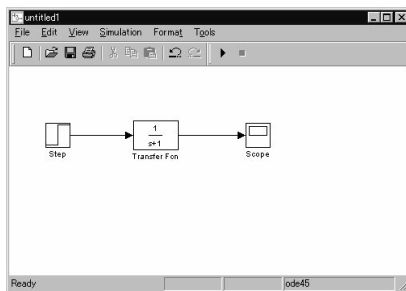 untitled1
File Edit View Simulation Format Tools
1
s+1
Step
Transfer Fcn
Scope
Ready
ode45